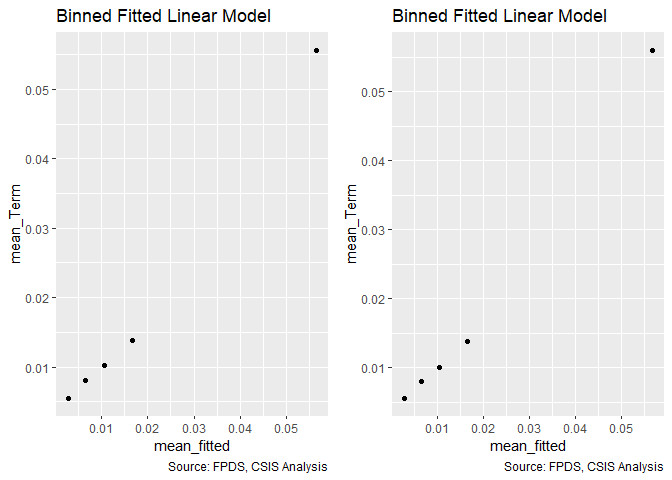 Binned Fitted Linear Model
mean_Term
0.05
0.04
0.03
0.02
0.01
0.01 0.02 0.03 0.04 0.05
mean_fitted
Source: FPDS, CSIS Analysis
Binned Fitted Linear Model
mean_Term
0.05
0.04
0.03
0.02
0.01
0.01 0.02 0.03 0.04 0.05
mean_fitted
Source: FPDS, CSIS Analysis